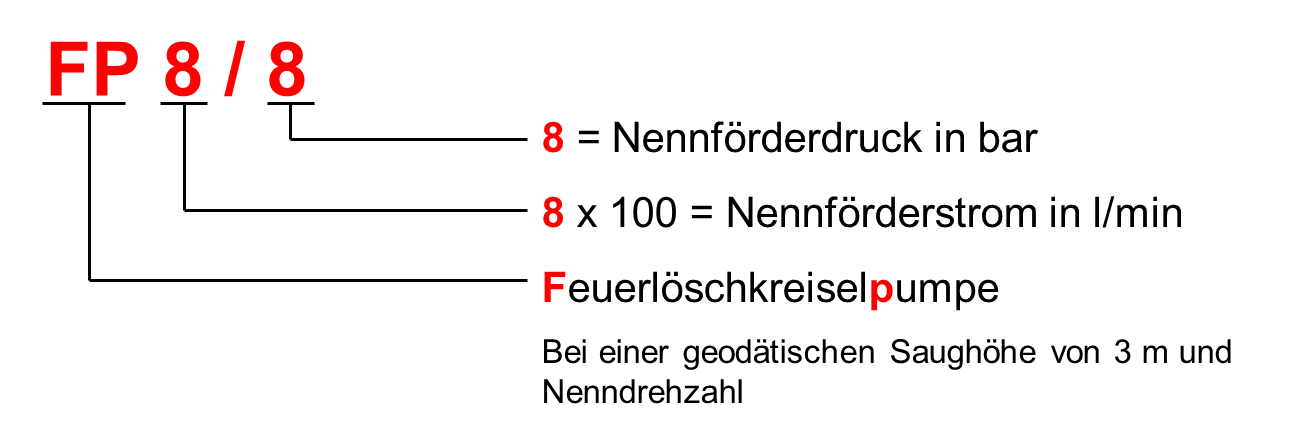 FP 8 / 8
8 = Nennförderdruck in bar
8 x 100 = Nennförderstrom in l/min
Feuerlöschkreiselpumpe
Bei einer geodätischen Saughöhe von 3 m und
Nenndrehzahl